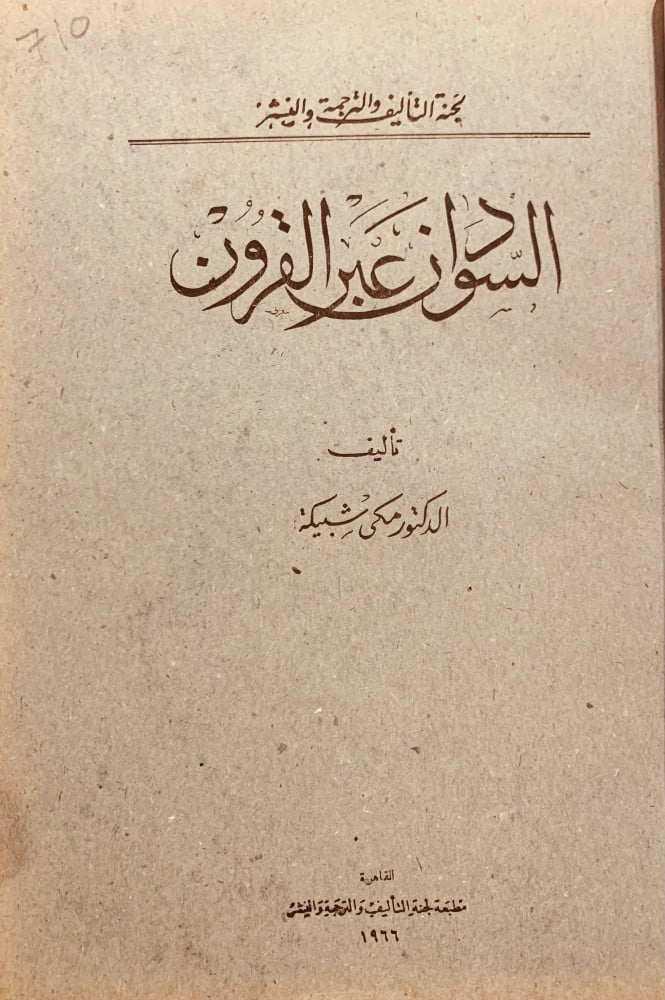 710
لجنة التأليف والترجمة والنشر
السودان عبر القرون
تأليف
الدكتور مكي شبيكة
القاهرة
مطبعة لجنة التأليف والترجمة والنشر
١٩٦٦